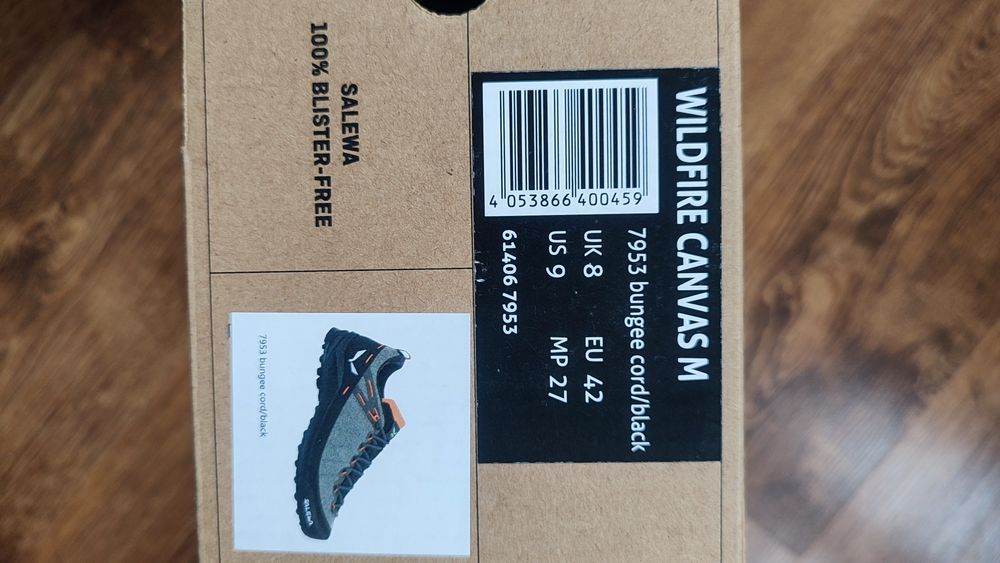 WILDFIRE CANVAS M
4 053866 400459
7953 bungee cord/black
UK 8 EU 42
US 9 MP 27
61406 7953
SALEWA
100% BLISTER-FREE
7953 bungee cord/black
SALEWA